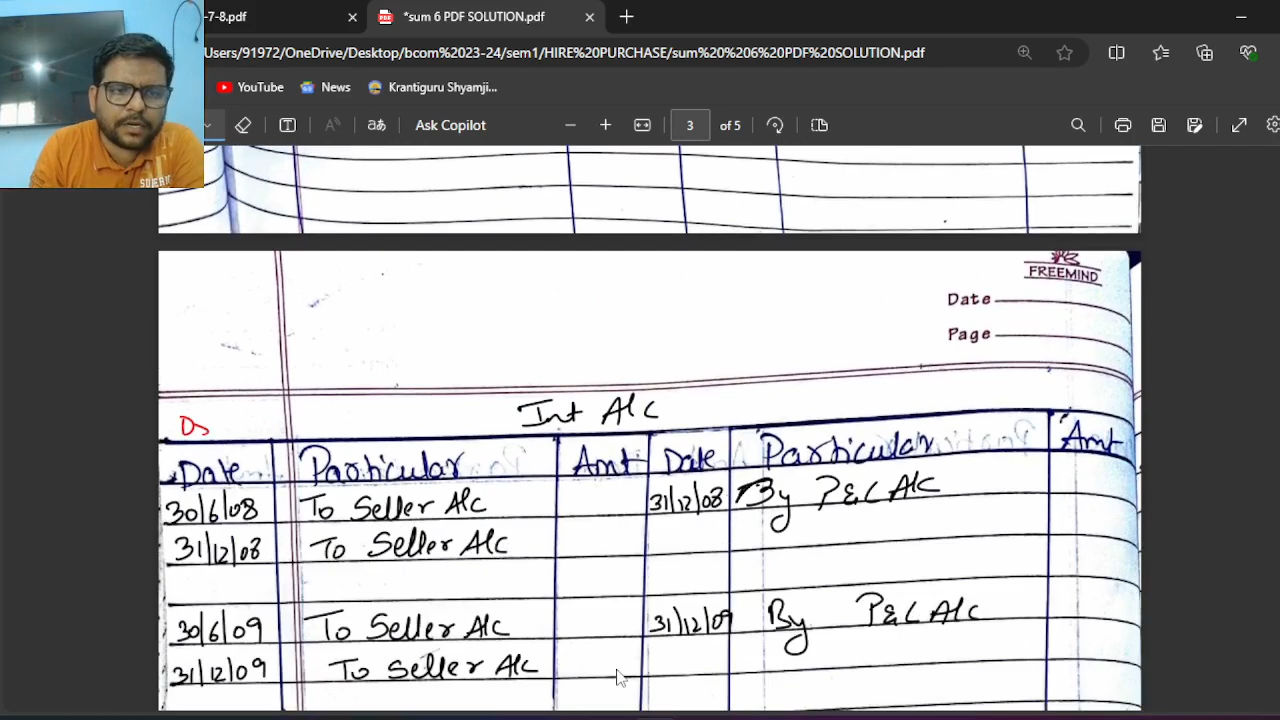 -7-8.pdf
*sum 6 PDF SOLUTION.pdf
Users/91972/OneDrive/Desktop/bcom%2023-24/sem1/HIRE%20PURCHASE/sum%20%206%20PDF%20SOLUTION.pdf
YouTube News Krantiguru Shyamji...
aあ Ask Copilot 3 of 5
FREEMIND
Date
Page
Int A/c
Date Particular Amt Date Particular Amt
30/6/08 To Seller A/c 31/12/08 By P&L A/c
31/12/08 To Seller A/c
30/6/09 To Seller A/c 31/12/09 By P&L A/c
31/12/09 To Seller A/c